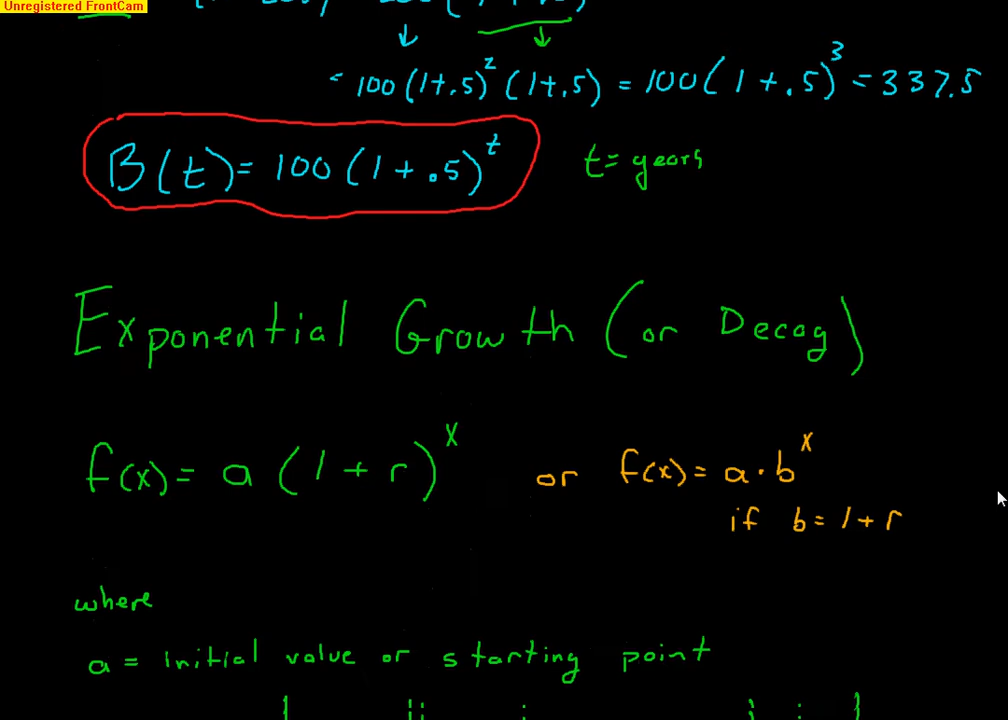 Unregistered FrontCam
= 100 (1+.5)² (1+.5) = 100 (1 + .5)³ = 337.5
B(t) = 100 (1 + .5)^t t = years
Exponential Growth (or Decay)
f(x) = a (1 + r)^x or f(x) = a · b^x
if b = 1 + r
where
a = initial value or starting point